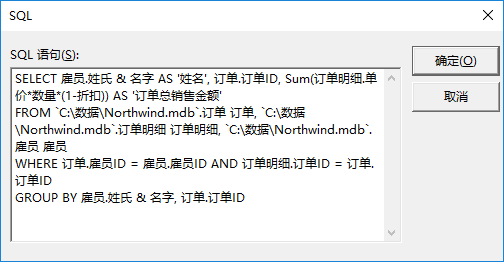 SQL
SQL 语句(S):
SELECT 雇员.姓氏 & 名字 AS '姓名', 订单.订单ID, Sum(订单明细.单
价*数量*(1-折扣)) AS '订单总销售金额'
FROM `C:\数据\Northwind.mdb`.订单 订单, `C:\数据
\Northwind.mdb`.订单明细 订单明细, `C:\数据\Northwind.mdb`.
雇员 雇员
WHERE 订单.雇员ID = 雇员.雇员ID AND 订单明细.订单ID = 订单.
订单ID
GROUP BY 雇员.姓氏 & 名字, 订单.订单ID
确定(O)
取消